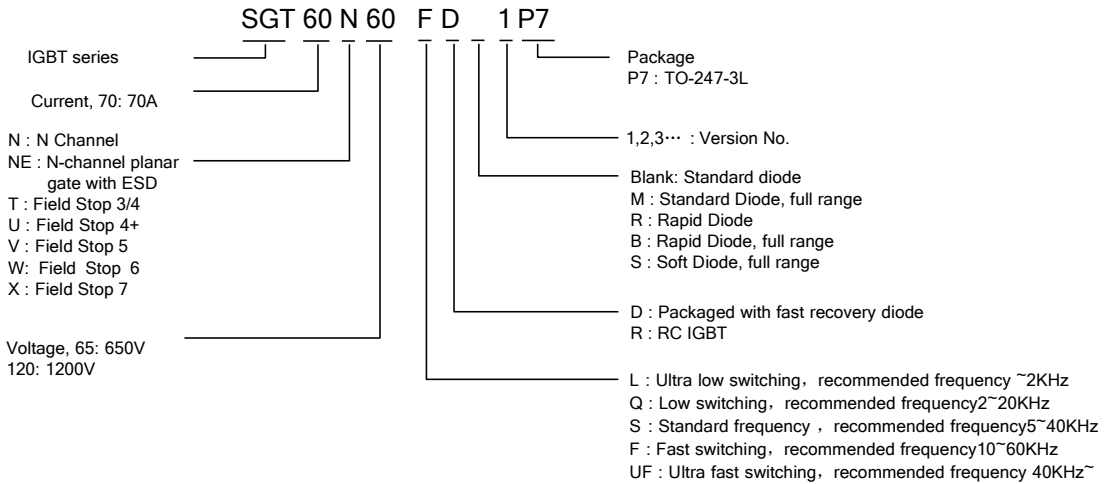 SGT 60 N 60 F D 1 P7
IGBT series
Current, 70: 70A
N : N Channel
NE : N-channel planar
gate with ESD
T : Field Stop 3/4
U : Field Stop 4+
V : Field Stop 5
W: Field Stop 6
X : Field Stop 7
Voltage, 65: 650V
120: 1200V
Package
P7 : TO-247-3L
1,2,3··· : Version No.
Blank: Standard diode
M : Standard Diode, full range
R : Rapid Diode
B : Rapid Diode, full range
S : Soft Diode, full range
D : Packaged with fast recovery diode
R : RC IGBT
L : Ultra low switching，recommended frequency ~2KHz
Q : Low switching，recommended frequency2~20KHz
S : Standard frequency ，recommended frequency5~40KHz
F : Fast switching，recommended frequency10~60KHz
UF : Ultra fast switching，recommended frequency 40KHz~